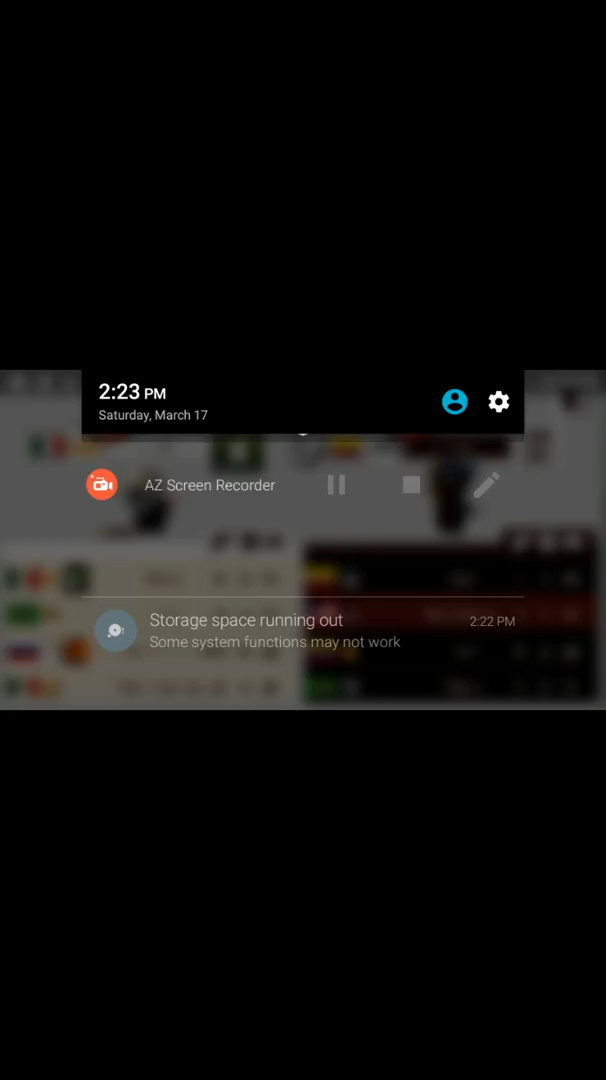 2:23 PM
Saturday, March 17
AZ Screen Recorder
Storage space running out
2:22 PM
Some system functions may not work